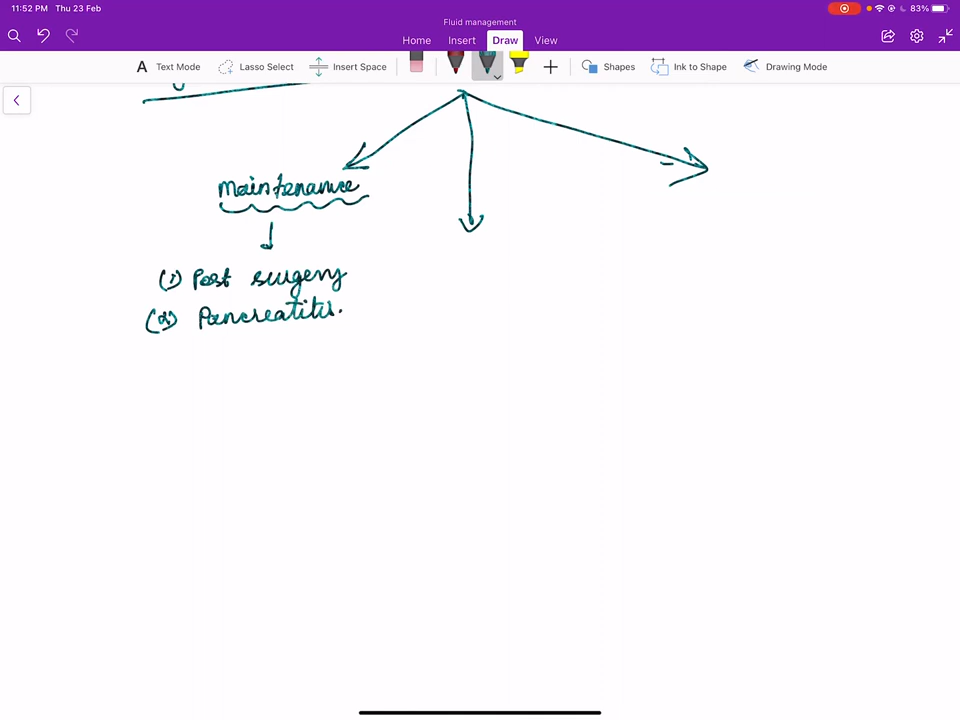 11:52 PM Thu 23 Feb
83%
Fluid management
Home Insert Draw View
A Text Mode Lasso Select Insert Space Shapes Ink to Shape Drawing Mode
Maintenance
(1) Post surgery
(2) Pancreatitis.